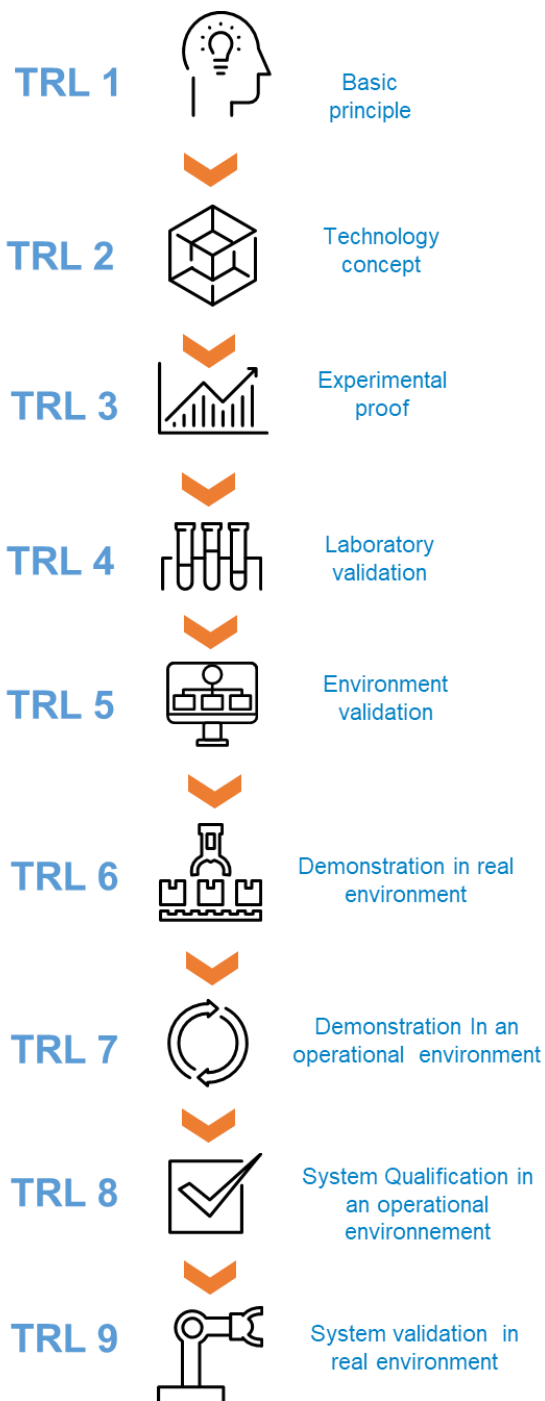 TRL 1
Basic
principle
TRL 2
Technology
concept
TRL 3
Experimental
proof
TRL 4
Laboratory
validation
TRL 5
Environment
validation
TRL 6
Demonstration in real
environment
TRL 7
Demonstration In an
operational environment
TRL 8
System Qualification in
an operational
environnement
TRL 9
System validation in
real environment